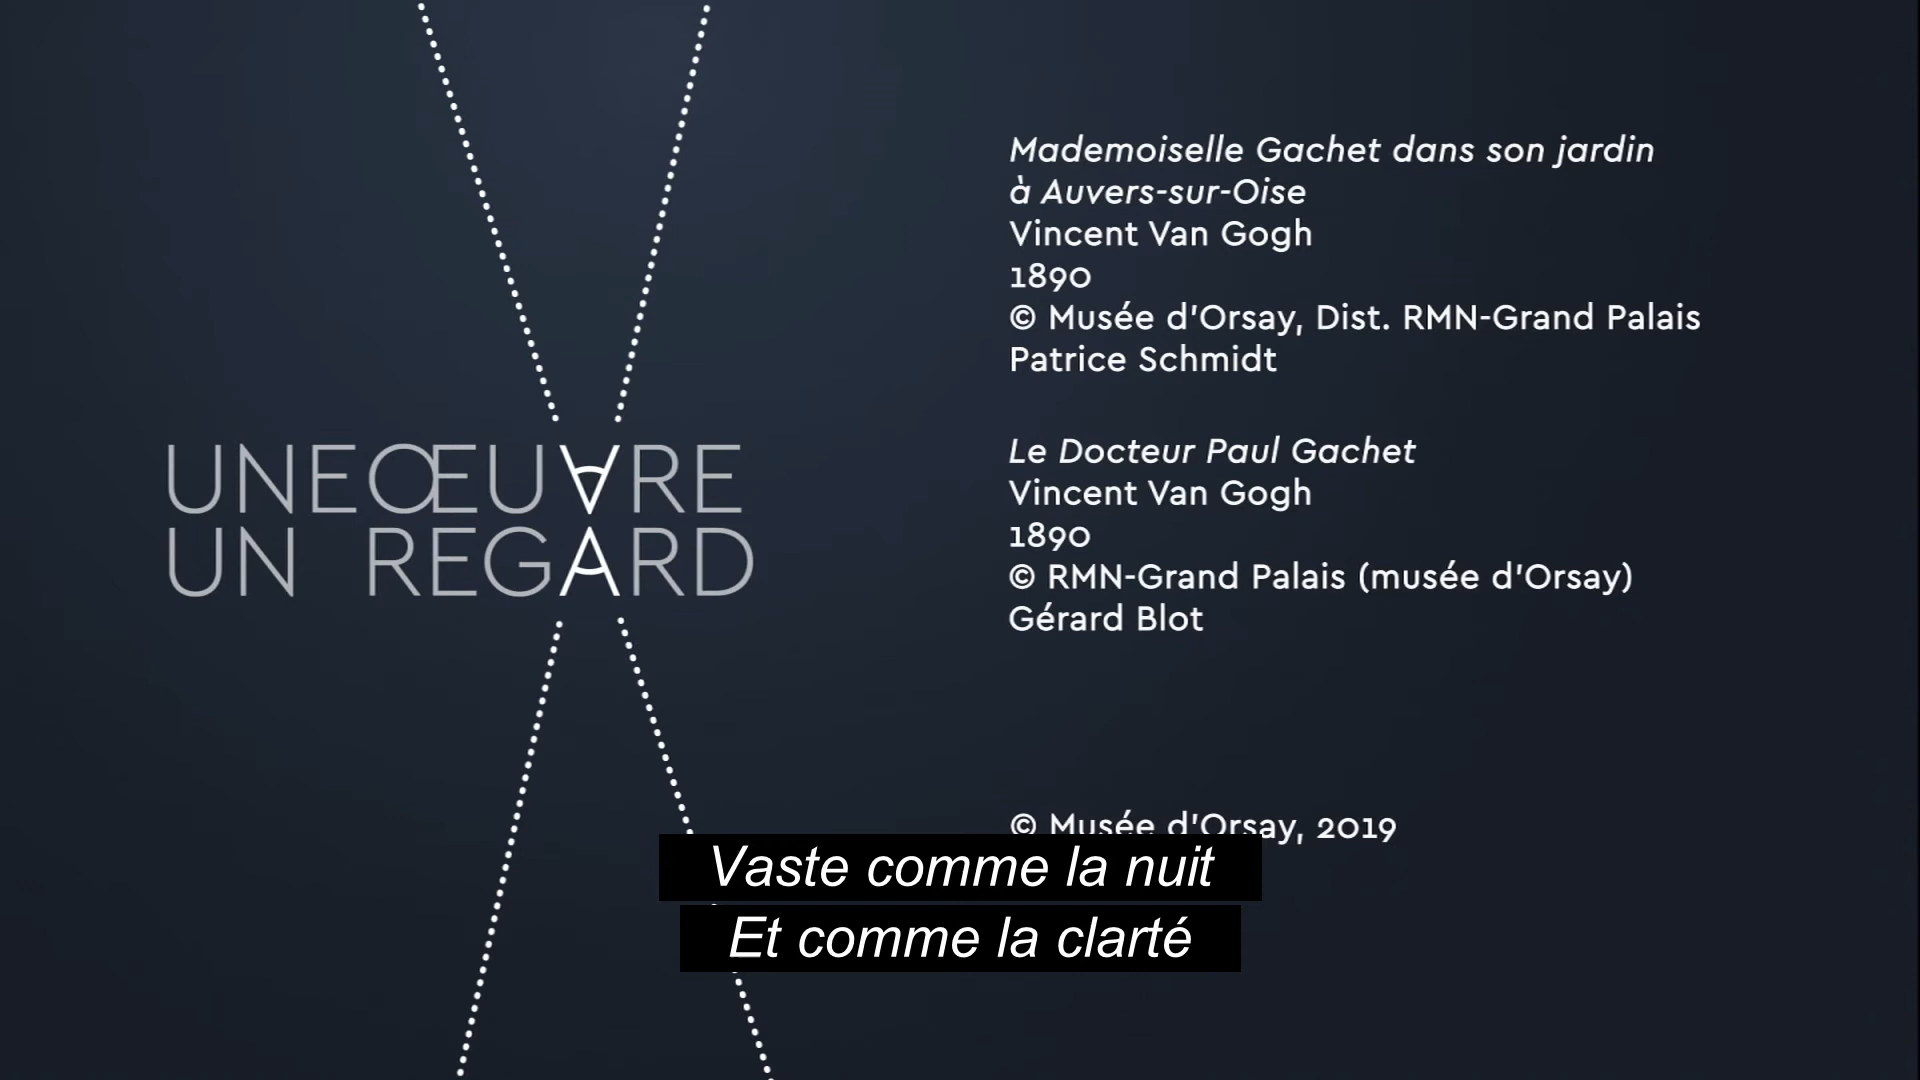 UNE ŒUVRE
UN REGARD
Mademoiselle Gachet dans son jardin
à Auvers-sur-Oise
Vincent Van Gogh
1890
© Musée d'Orsay, Dist. RMN-Grand Palais
Patrice Schmidt
Le Docteur Paul Gachet
Vincent Van Gogh
1890
© RMN-Grand Palais (musée d'Orsay)
Gérard Blot
© Musée d'Orsay, 2019
Vaste comme la nuit
Et comme la clarté